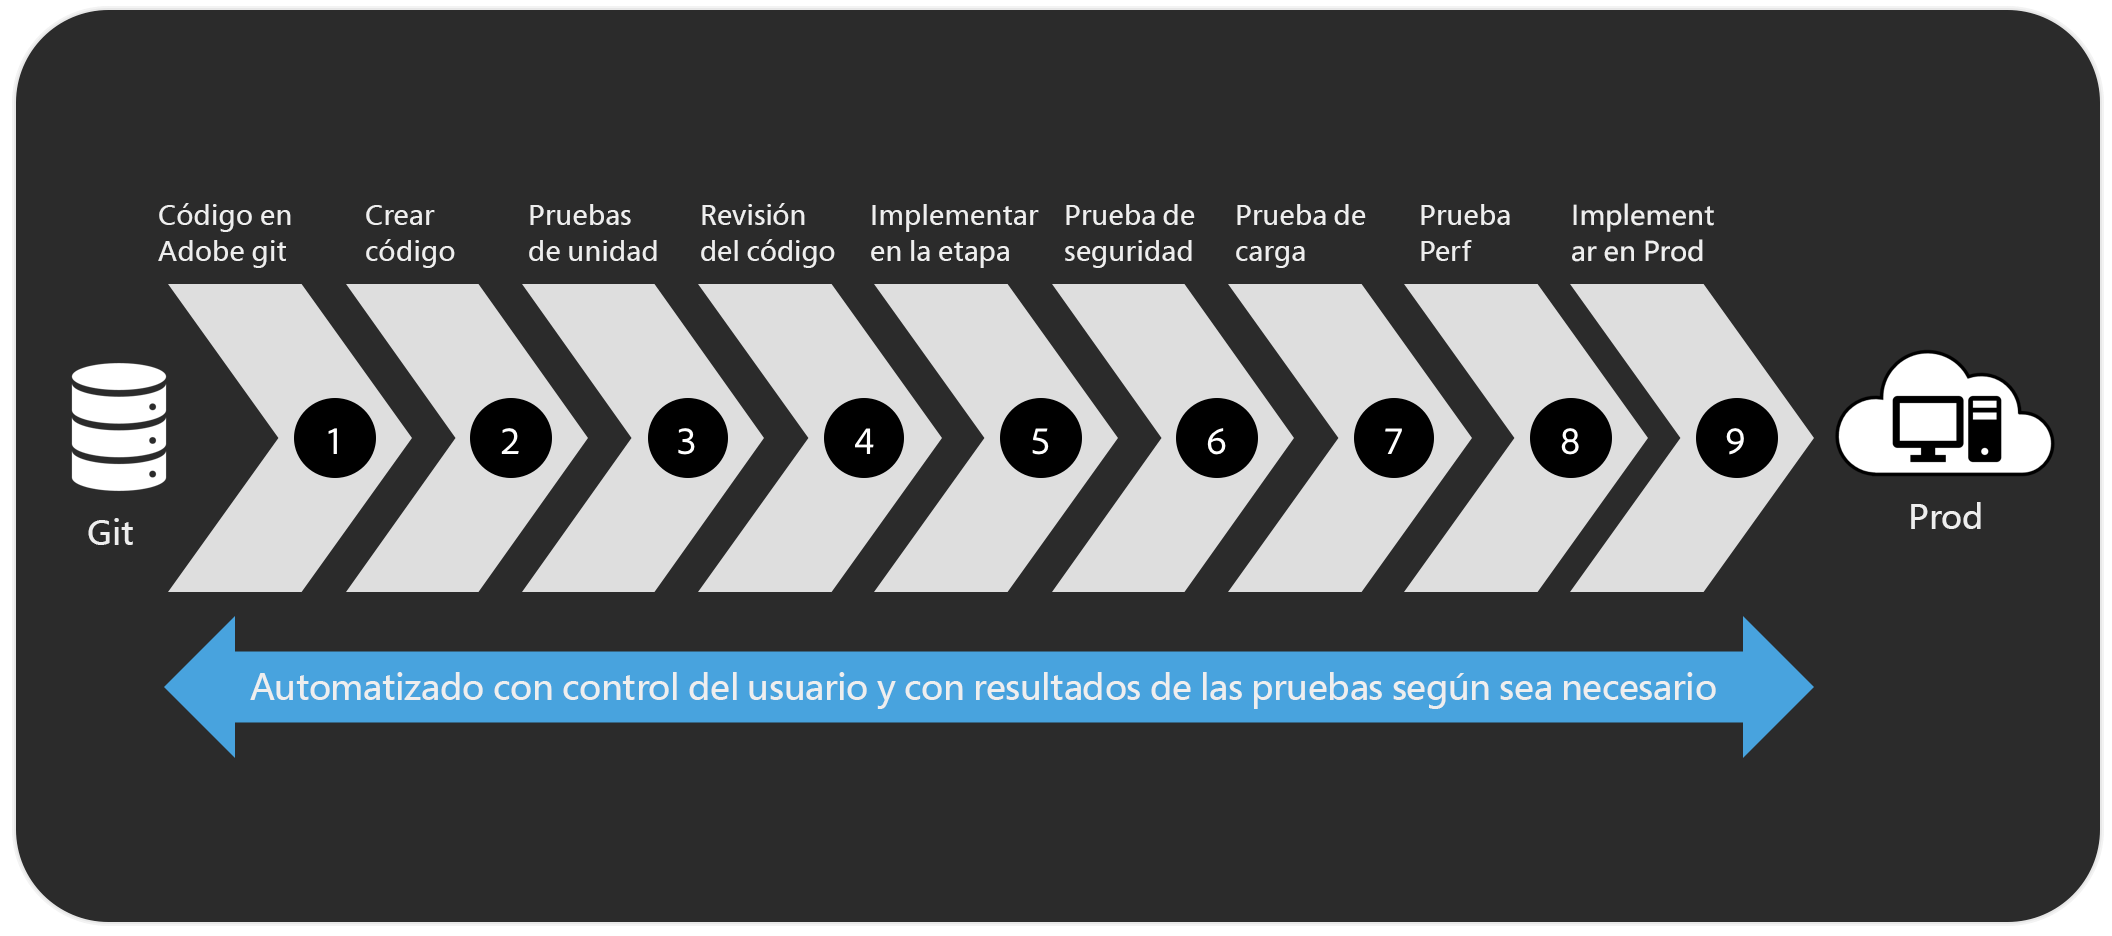 Código en
Adobe git
Crear
código
Pruebas
de unidad
Revisión
del código
Implementar
en la etapa
Prueba de
seguridad
Prueba de
carga
Prueba
Perf
Implement
ar en Prod
1
2
3
4
5
6
7
8
9
Git
Prod
Automatizado con control del usuario y con resultados de las pruebas según sea necesario